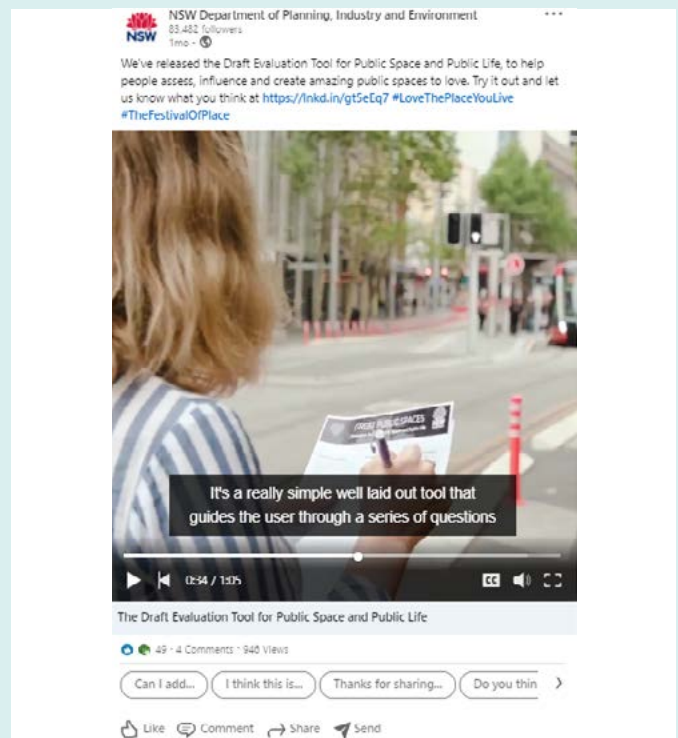 NSW Department of Planning, Industry and Environment
NSW
83,482 followers
1mo •
We've released the Draft Evaluation Tool for Public Space and Public Life, to help
people assess, influence and create amazing public spaces to love. Try it out and let
us know what you think at https://lnkd.in/gt5eEq7 #LoveThePlaceYouLive
#TheFestivalOfPlace
GREAT PUBLIC SPACES
It's a really simple well laid out tool that
guides the user through a series of questions
0:34 / 1:05
CC
The Draft Evaluation Tool for Public Space and Public Life
49 · 4 Comments · 946 Views
Can I add... I think this is... Thanks for sharing... Do you thin
Like Comment Share Send